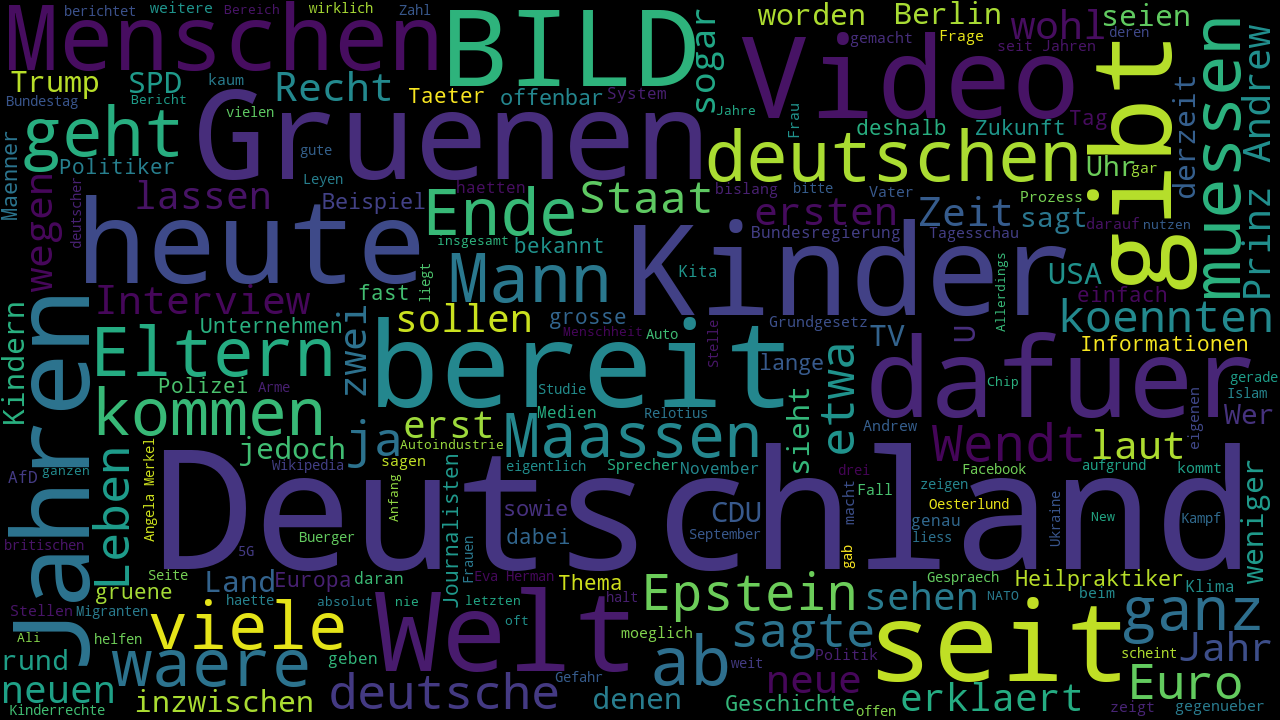 berichtet weitere Bereich wirklich Zahl
Menschen BILD sogar worden Berlin wohl seien
Video gemacht Frage seit Jahren deren
Trump SPD kaum Recht gibt muessen Andrew
Bundestag Bericht Taeter offenbar System
vielen Jahre Frau Tag derzeit
geht Gruenen gute deutschen deshalb Zukunft
Maenner Politiker Leyen Uhr gar
wegen deutscher lassen Beispiel haetten Staat bislang bitte Vater Prozess
heute Ende ersten Zeit sagt darauf nutzen
insgesamt bekannt Kinder Bundesregierung Tagesschau
Mann Kita USA Prinz
Interview fast liegt Allerdings einfach
Kindern Jahren Unternehmen zwei sollen grosse Menschheit Auto Stelle Grundgesetz TV u koennten
Eltern bereit lange etwa dafuer Informationen
Polizei Arme Studie Chip gerade Islam
kommen erst Medien Relotius sieht Andrew eigenen Wer
jedoch ja Autoindustrie Maassen Wendt laut
AfD ganzen Leben Angela Merkel Wikipedia sagen eigentlich Sprecher November drei Facebook aufgrund kommt
Deutschland Anfang Journalisten macht Fall zeigen
sowie CDU Oesterlund Ukraine New Kampf weniger
britischen 5G Buerger dabei September genau liess
Frauen gab
Seite Land Europa daran Eva Herman Thema Epstein Gespraech Heilpraktiker Klima
gruene haette absolut nie letzten halt sehen NATO beim
Stellen Migranten oft ganz
Ali helfen viele Welt moeglich sagte seit
rund waere geben Gefahr ab weit Politik scheint Jahr
neuen deutsche denen neue Euro
Kinderrechte inzwischen Geschichte offen erklaert zeigt gegenueber